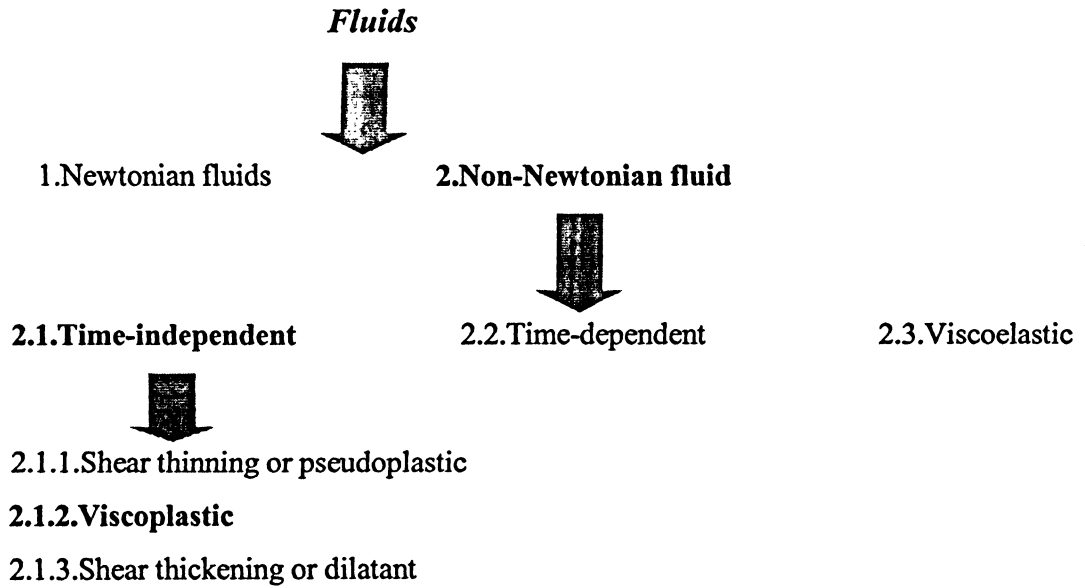 Fluids
1.Newtonian fluids 2.Non-Newtonian fluid
2.1.Time-independent 2.2.Time-dependent 2.3.Viscoelastic
2.1.1.Shear thinning or pseudoplastic
2.1.2.Viscoplastic
2.1.3.Shear thickening or dilatant